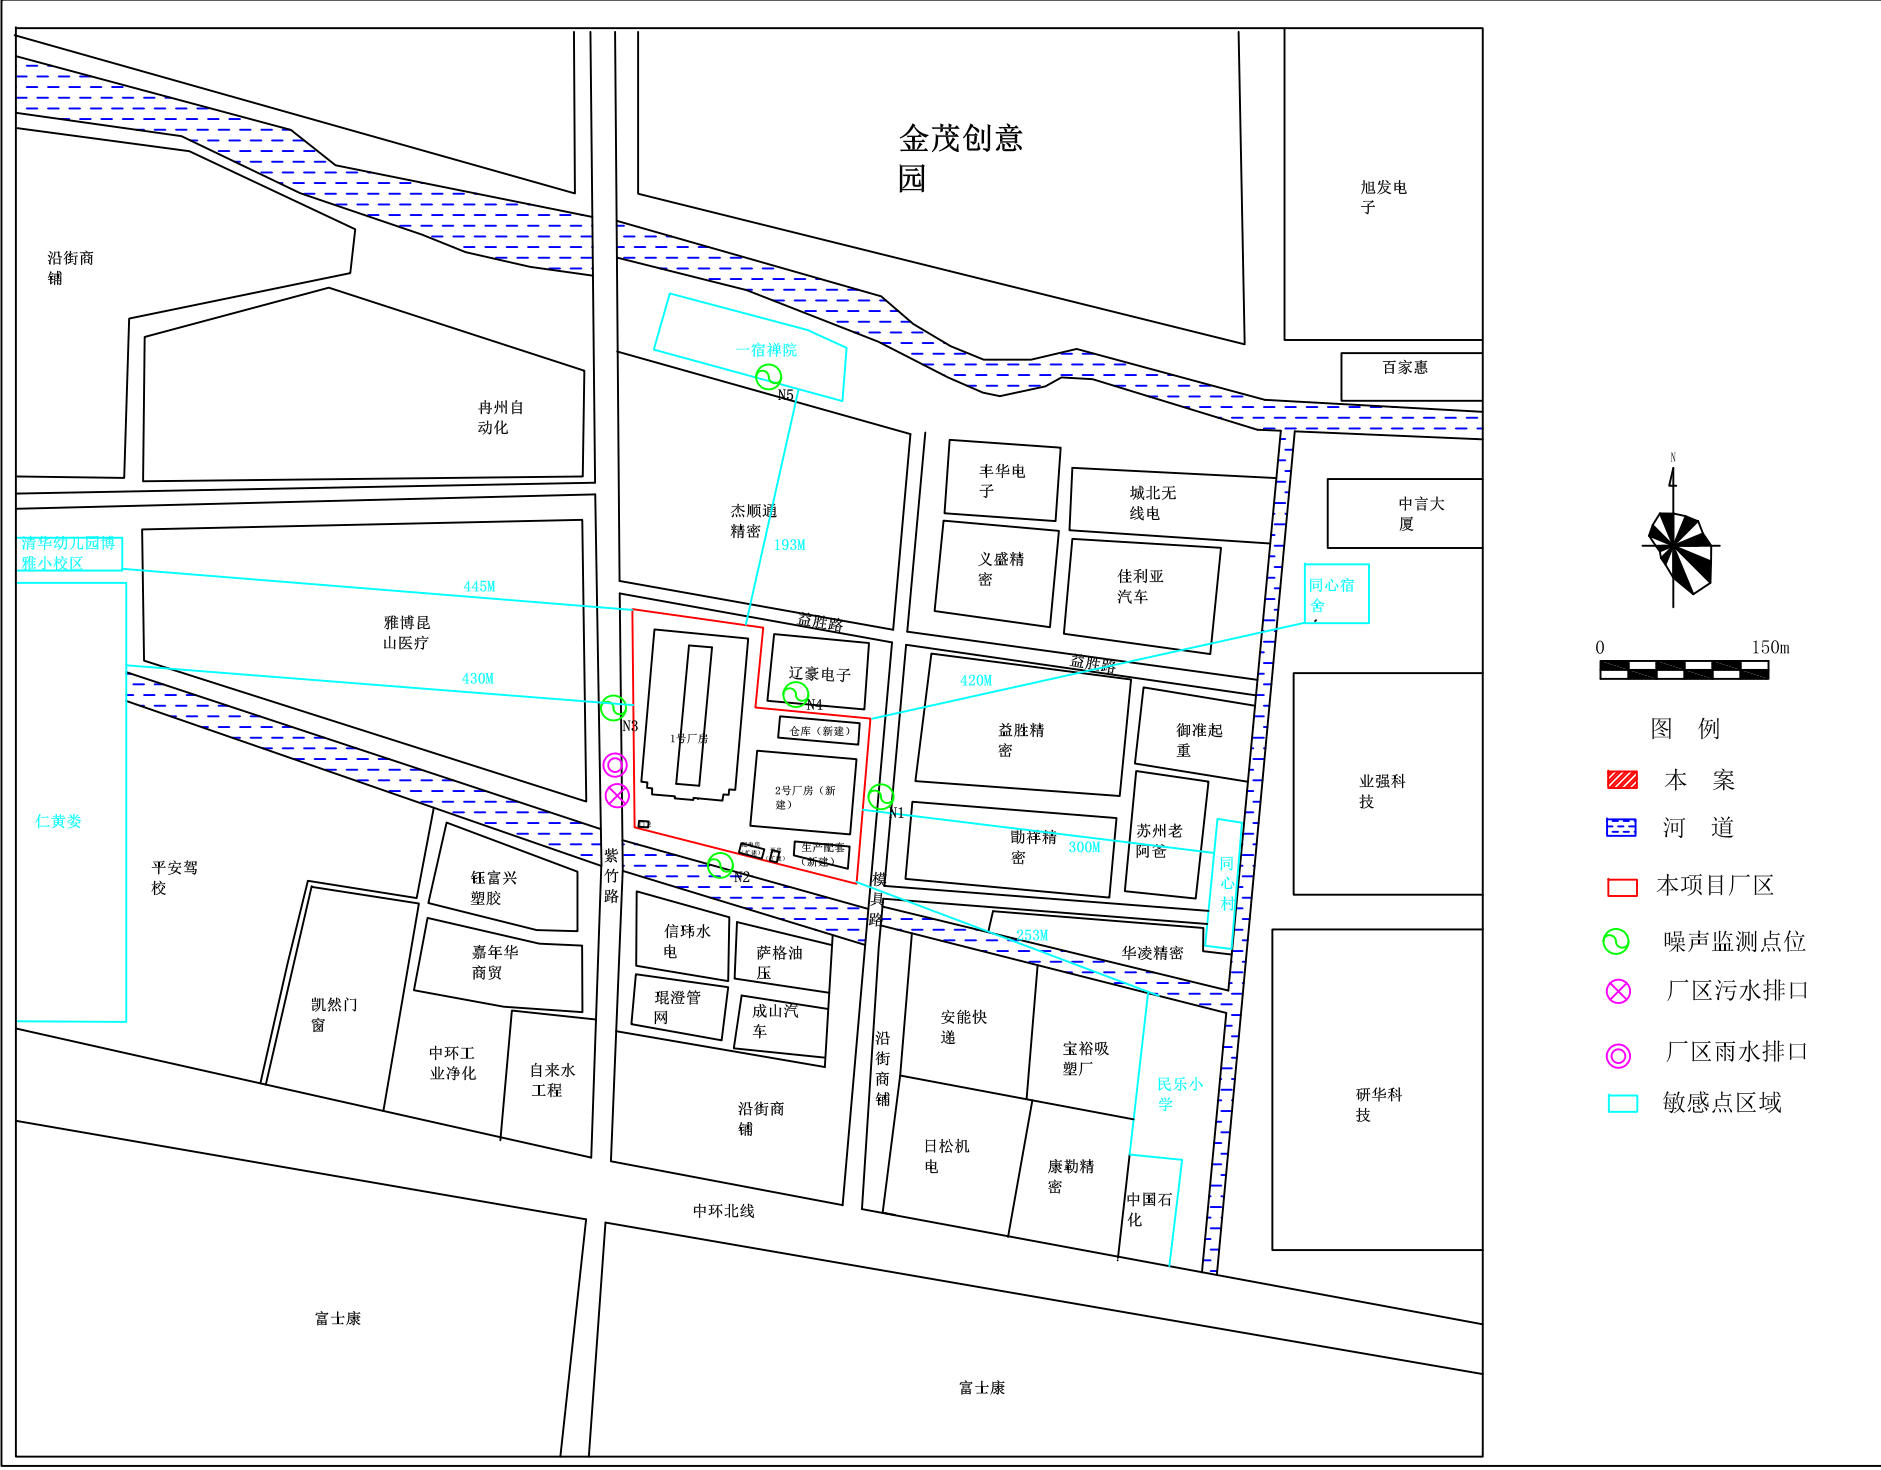 金茂创意
园
旭发电
子
沿街商
铺
一宿禅院
N5
百家惠
冉州自
动化
丰华电
子
城北无
线电
中言大
厦
N
杰顺通
精密
193M
清华幼儿园博
雅小校区
445M
义盛精
密
佳利亚
汽车
同心宿
舍
雅博昆
山医疗
益胜路
益胜路
0
150m
430M
辽豪电子
N4
420M
N3
仓库（新建）
1号厂房
益胜精
密
御准起
重
图 例
本 案
河 道
本项目厂区
噪声监测点位
厂区污水排口
厂区雨水排口
敏感点区域
2号厂房（新
建）
N1
业强科
技
仁黄娄
勖祥精
密
300M
苏州老
阿爸
生产配套
（新建）
N2
紫
竹
路
模
具
路
同
心
村
平安驾
校
钰富兴
塑胶
信玮水
电
萨格油
压
253M
华凌精密
嘉年华
商贸
凯然门
窗
琨澄管
网
成山汽
车
安能快
递
沿
街
商
铺
宝裕吸
塑厂
中环工
业净化
自来水
工程
民乐小
学
研华科
技
沿街商
铺
日松机
电
康勒精
密
中国石
化
中环北线
富士康
富士康